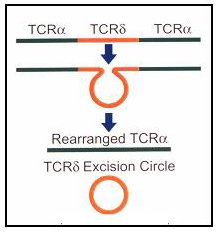 TCRα TCRδ TCRα
Rearranged TCRα
TCRδ Excision Circle